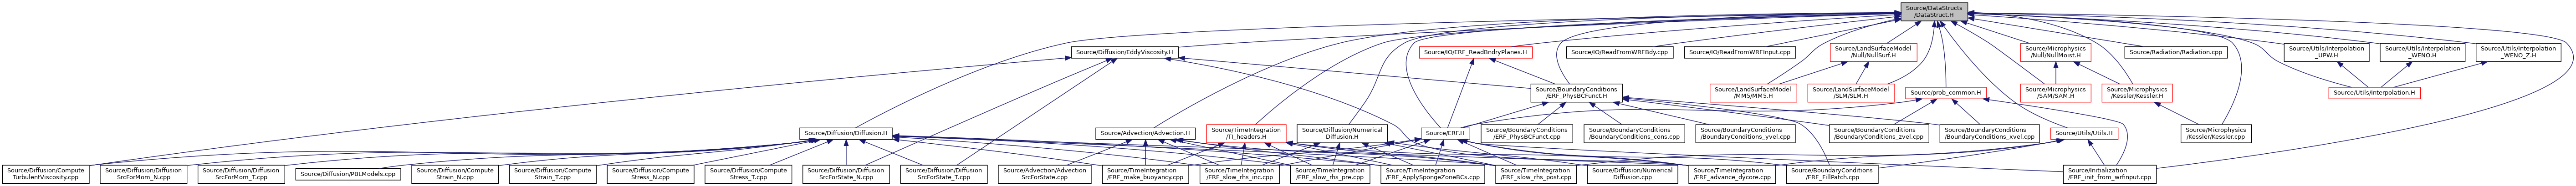 Source/DataStructs
/DataStruct.H
Source/Diffusion/EddyViscosity.H
Source/IO/ERF_ReadBndryPlanes.H
Source/IO/ReadFromWRFBdy.cpp
Source/IO/ReadFromWRFInput.cpp
Source/LandSurfaceModel
/Null/NullSurf.H
Source/Microphysics
/Null/NullMoist.H
Source/Radiation/Radiation.cpp
Source/Utils/Interpolation
_UPW.H
Source/Utils/Interpolation
_WENO.H
Source/Utils/Interpolation
_WENO_Z.H
Source/BoundaryConditions
/ERF_PhysBCFunct.H
Source/LandSurfaceModel
/MM5/MM5.H
Source/LandSurfaceModel
/SLM/SLM.H
Source/prob_common.H
Source/Microphysics
/SAM/SAM.H
Source/Microphysics
/Kessler/Kessler.H
Source/Utils/Interpolation.H
Source/Diffusion/Diffusion.H
Source/Advection/Advection.H
Source/TimeIntegration
/TI_headers.H
Source/Diffusion/Numerical
Diffusion.H
Source/ERF.H
Source/BoundaryConditions
/ERF_PhysBCFunct.cpp
Source/BoundaryConditions
/BoundaryConditions_cons.cpp
Source/BoundaryConditions
/BoundaryConditions_yvel.cpp
Source/BoundaryConditions
/BoundaryConditions_zvel.cpp
Source/BoundaryConditions
/BoundaryConditions_xvel.cpp
Source/Utils/Utils.H
Source/Microphysics
/Kessler/Kessler.cpp
Source/Diffusion/Compute
TurbulentViscosity.cpp
Source/Diffusion/Diffusion
SrcForMom_N.cpp
Source/Diffusion/Diffusion
SrcForMom_T.cpp
Source/Diffusion/PBLModels.cpp
Source/Diffusion/Compute
Strain_N.cpp
Source/Diffusion/Compute
Strain_T.cpp
Source/Diffusion/Compute
Stress_N.cpp
Source/Diffusion/Compute
Stress_T.cpp
Source/Diffusion/Diffusion
SrcForState_N.cpp
Source/Diffusion/Diffusion
SrcForState_T.cpp
Source/Advection/Advection
SrcForState.cpp
Source/TimeIntegration
/ERF_make_buoyancy.cpp
Source/TimeIntegration
/ERF_slow_rhs_inc.cpp
Source/TimeIntegration
/ERF_slow_rhs_pre.cpp
Source/TimeIntegration
/ERF_ApplySpongeZoneBCs.cpp
Source/TimeIntegration
/ERF_slow_rhs_post.cpp
Source/Diffusion/Numerical
Diffusion.cpp
Source/TimeIntegration
/ERF_advance_dycore.cpp
Source/BoundaryConditions
/ERF_FillPatch.cpp
Source/Initialization
/ERF_init_from_wrfinput.cpp